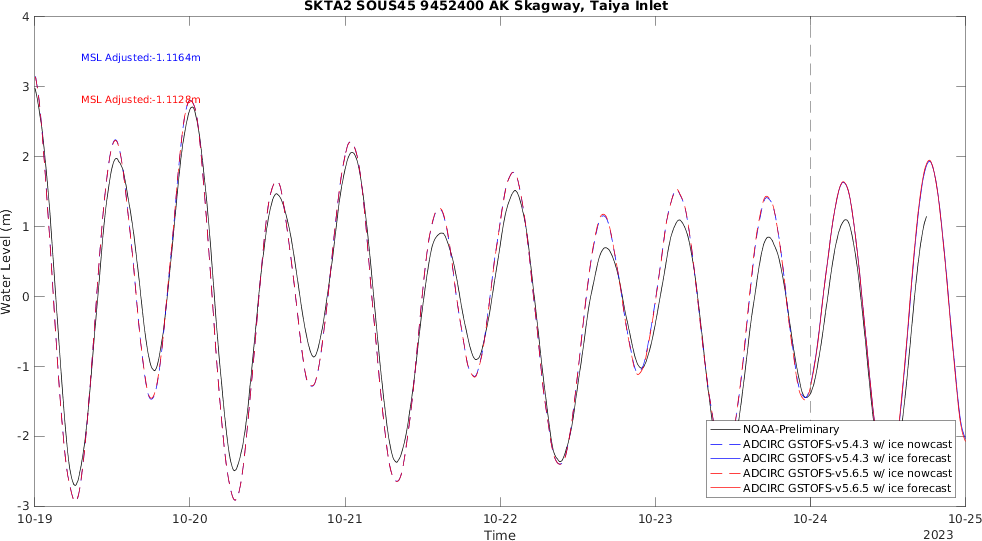 SKTA2 SOUS45 9452400 AK Skagway, Taiya Inlet
4
MSL Adjusted:-1.1164m
3
MSL Adjusted:-1.1128m
2
1
Water Level (m)
0
-1
-2
NOAA-Preliminary
ADCIRC GSTOFS-v5.4.3 w/ ice nowcast
ADCIRC GSTOFS-v5.4.3 w/ ice forecast
ADCIRC GSTOFS-v5.6.5 w/ ice nowcast
ADCIRC GSTOFS-v5.6.5 w/ ice forecast
-3
10-19 10-20 10-21 10-22 10-23 10-24 10-25
Time
2023